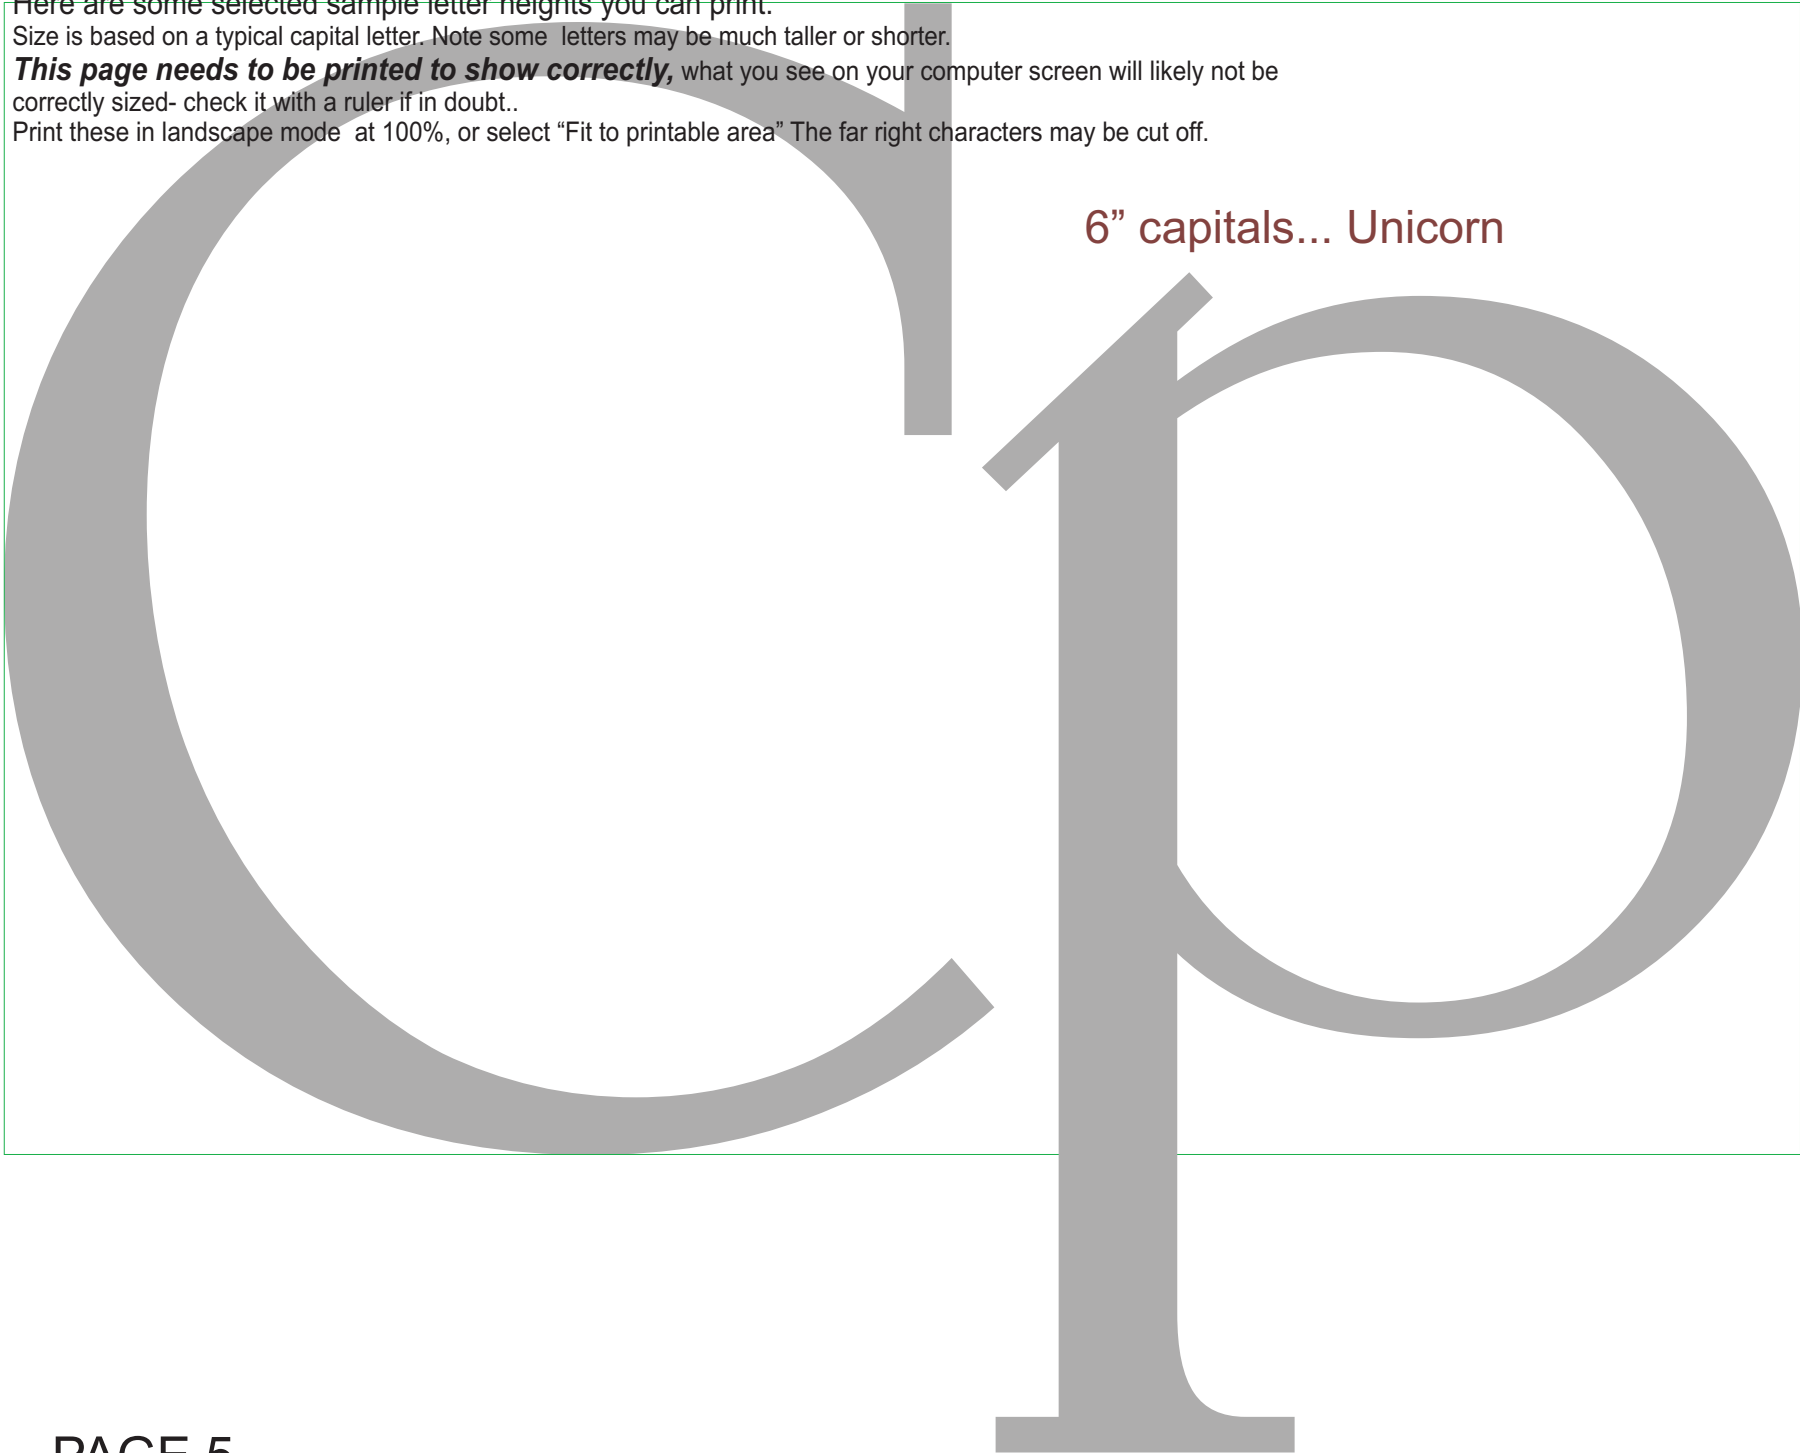 Here are some selected sample letter heights you can print.
Size is based on a typical capital letter. Note some  letters may be much taller or shorter.
This page needs to be printed to show correctly, what you see on your computer screen will likely not be
correctly sized- check it with a ruler if in doubt..
Print these in landscape mode  at 100%, or select “Fit to printable area” The far right characters may be cut off.
6” capitals... Unicorn
Cp
PAGE 5